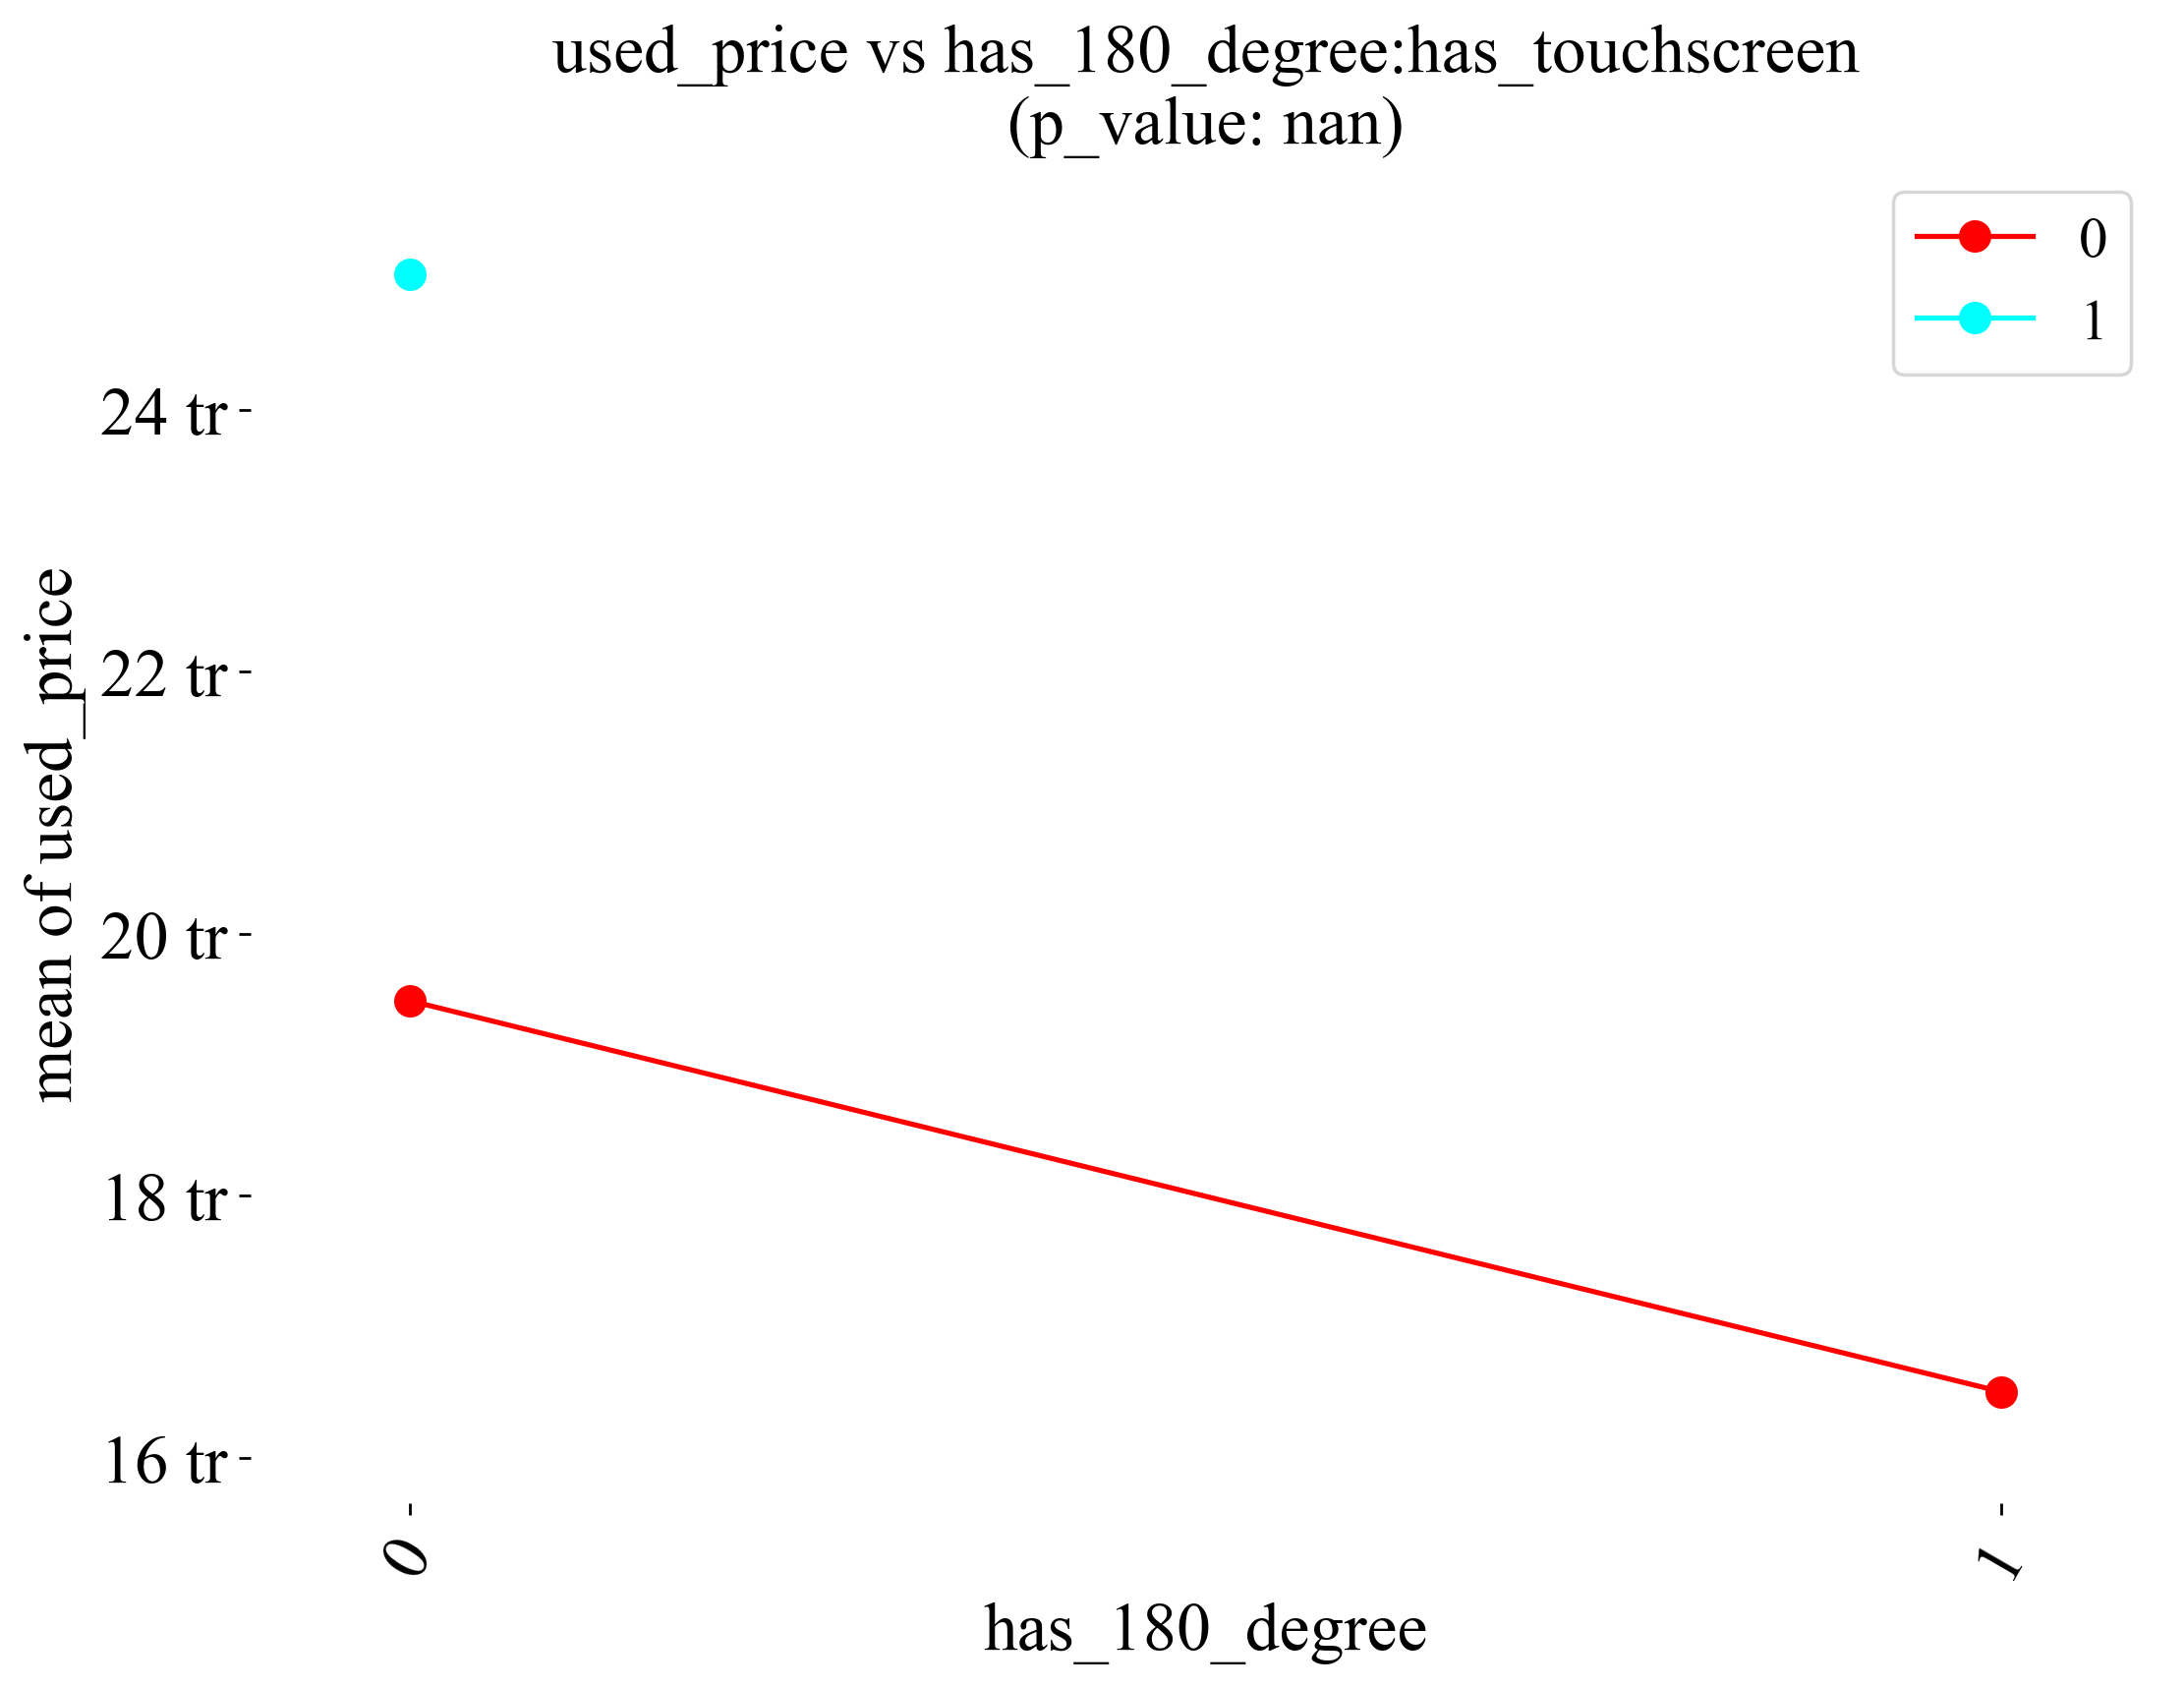 used_price vs has_180_degree:has_touchscreen
(p_value: nan)
0
1
mean of used_price
24 tr
22 tr
20 tr
18 tr
16 tr
0
1
has_180_degree